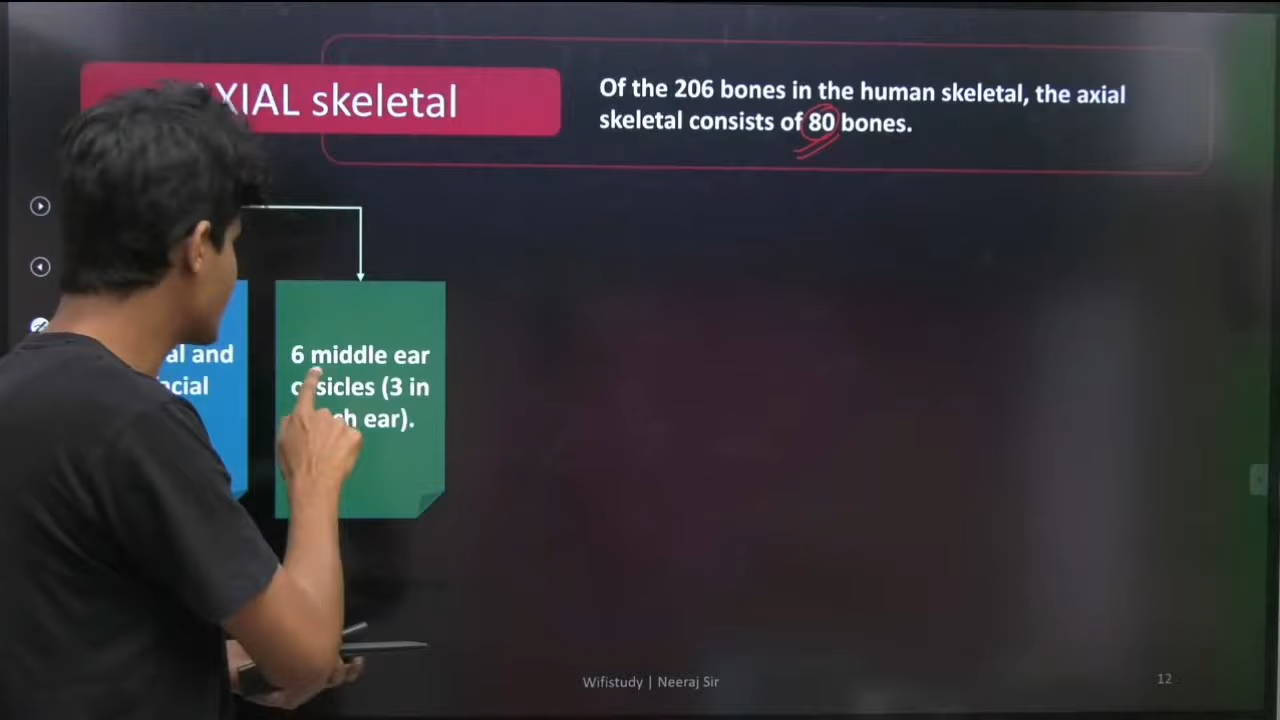 XIAL skeletal
Of the 206 bones in the human skeletal, the axial
skeletal consists of 80 bones.
al and
cial
6 middle ear
sicles (3 in
ch ear).
Wifistudy | Neeraj Sir
12